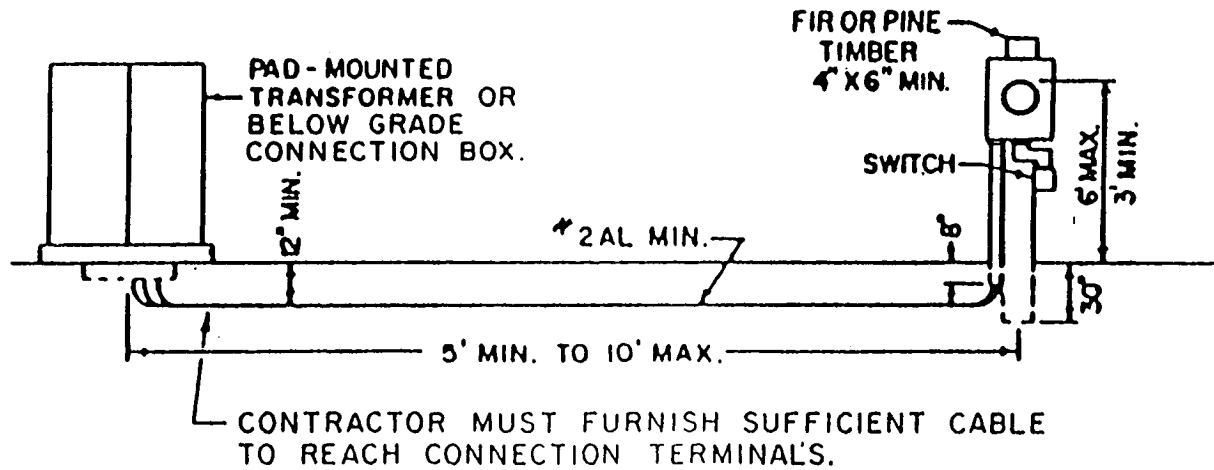 FIR OR PINE
TIMBER
4" X 6" MIN.
PAD-MOUNTED
TRANSFORMER OR
BELOW GRADE
CONNECTION BOX.
SWITCH
6' MAX.
3' MIN.
12" MIN.
# 2 AL MIN.
8"
30"
5' MIN. TO 10' MAX.
CONTRACTOR MUST FURNISH SUFFICIENT CABLE
TO REACH CONNECTION TERMINAL'S.